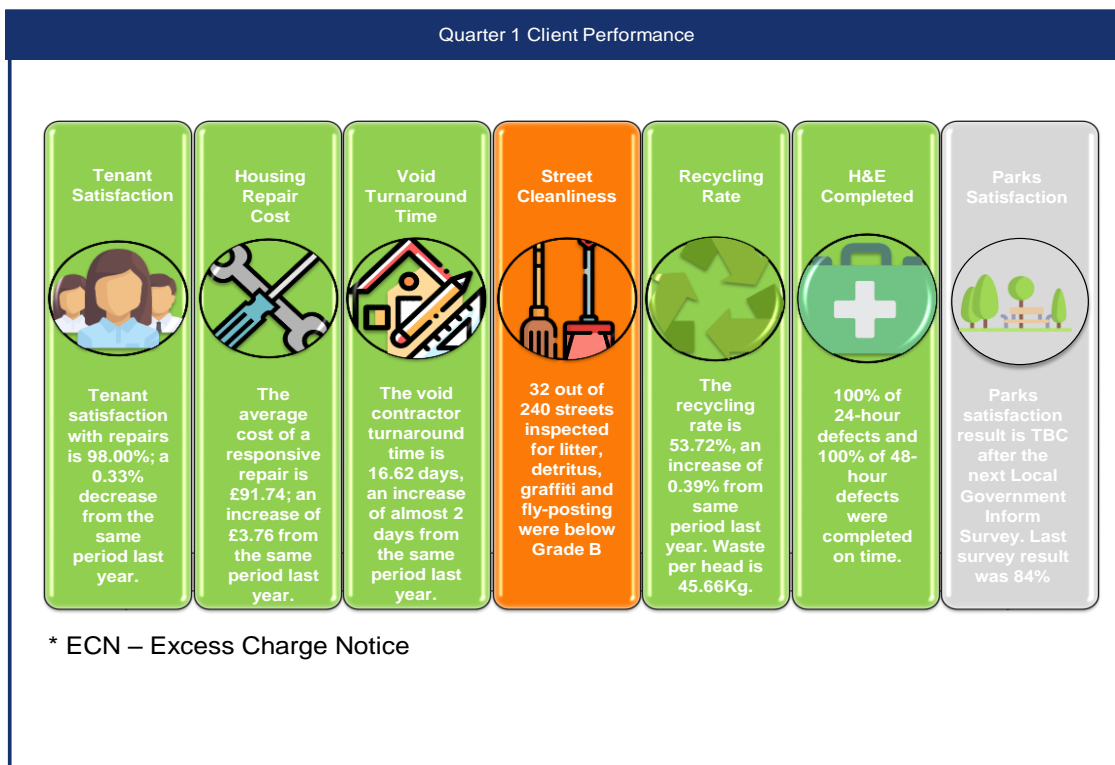 Quarter 1 Client Performance
Tenant
Satisfaction
Tenant
satisfaction
with repairs
is 98.00%; a
0.33%
decrease
from the
same
period last
year.
Housing
Repair
Cost
The
average
cost of a
responsive
repair is
£91.74; an
increase of
£3.76 from
the same
period last
year.
Void
Turnaround
Time
The void
contractor
turnaround
time is
16.62 days,
an increase
of almost 2
days from
the same
period last
year.
Street
Cleanliness
32 out of
240 streets
inspected
for litter,
detritus,
graffiti and
fly-posting
were below
Grade B
Recycling
Rate
The
recycling
rate is
53.72%, an
increase of
0.39% from
same
period last
year. Waste
per head is
45.66Kg.
H&E
Completed
100% of
24-hour
defects and
100% of 48-
hour
defects
were
completed
on time.
Parks
Satisfaction
Parks
satisfaction
result is TBC
after the
next Local
Government
Inform
Survey. Last
survey result
was 84%
* ECN – Excess Charge Notice